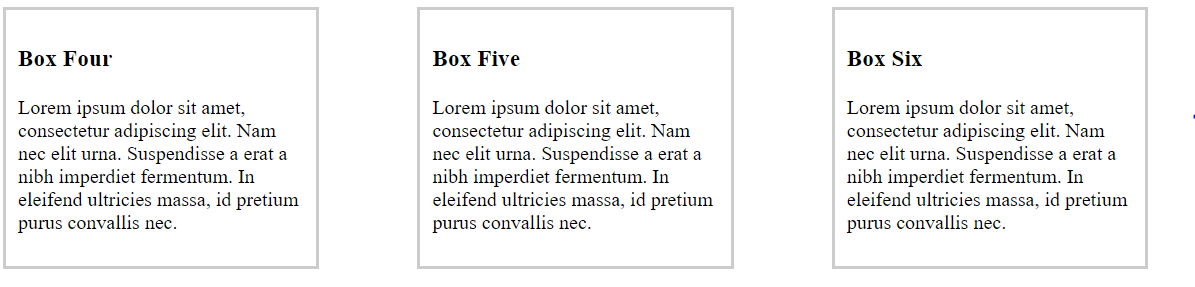 Box Four
Lorem ipsum dolor sit amet,
consectetur adipiscing elit. Nam
nec elit urna. Suspendisse a erat a
nibh imperdiet fermentum. In
eleifend ultricies massa, id pretium
purus convallis nec.
Box Five
Lorem ipsum dolor sit amet,
consectetur adipiscing elit. Nam
nec elit urna. Suspendisse a erat a
nibh imperdiet fermentum. In
eleifend ultricies massa, id pretium
purus convallis nec.
Box Six
Lorem ipsum dolor sit amet,
consectetur adipiscing elit. Nam
nec elit urna. Suspendisse a erat a
nibh imperdiet fermentum. In
eleifend ultricies massa, id pretium
purus convallis nec.